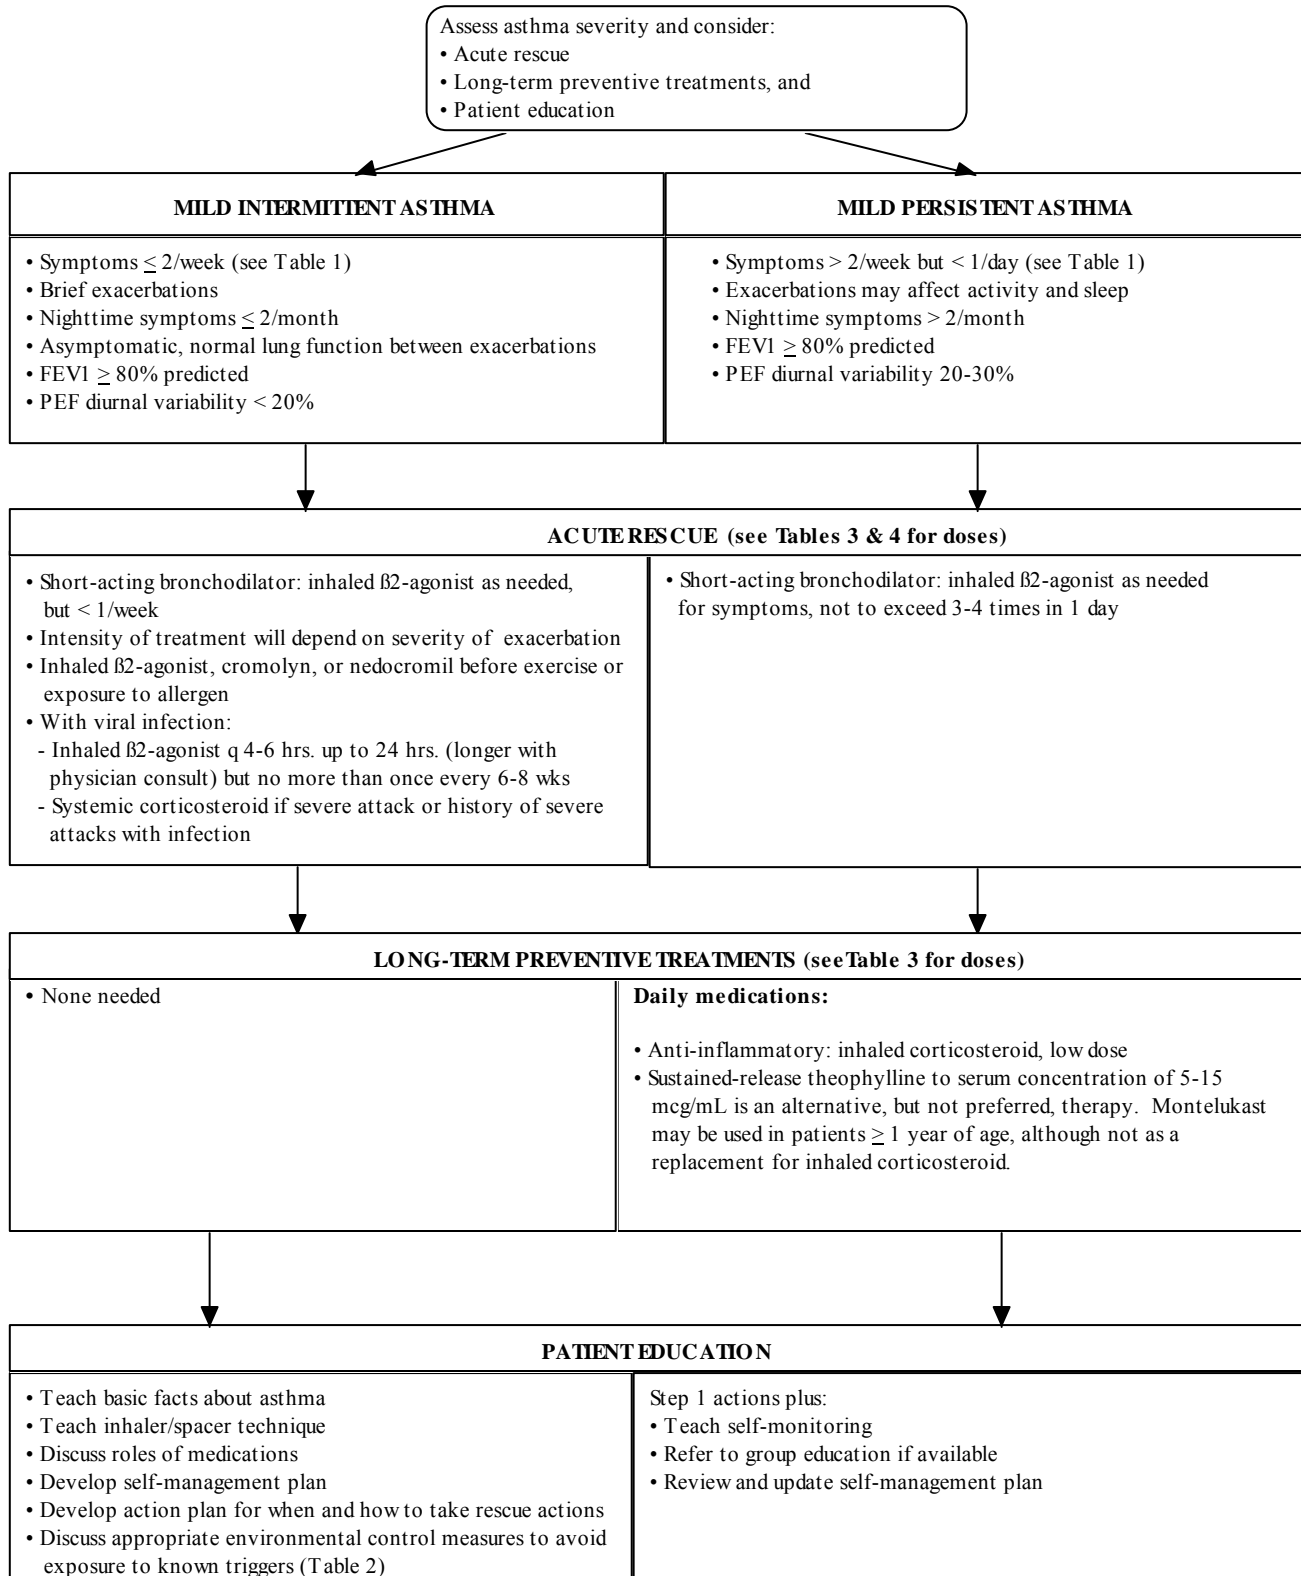 Assess asthma severity and consider:
• Acute rescue
• Long-term preventive treatments, and
• Patient education
MILD INTERMITTENT ASTHMA
• Symptoms ≤ 2/week (see Table 1)
• Brief exacerbations
• Nighttime symptoms ≤ 2/month
• Asymptomatic, normal lung function between exacerbations
• FEV1 ≥ 80% predicted
• PEF diurnal variability < 20%
MILD PERSISTENT ASTHMA
• Symptoms > 2/week but < 1/day (see Table 1)
• Exacerbations may affect activity and sleep
• Nighttime symptoms > 2/month
• FEV1 ≥ 80% predicted
• PEF diurnal variability 20-30%
ACUTE RESCUE (see Tables 3 & 4 for doses)
• Short-acting bronchodilator: inhaled ß2-agonist as needed,
but < 1/week
• Intensity of treatment will depend on severity of exacerbation
• Inhaled ß2-agonist, cromolyn, or nedocromil before exercise or
exposure to allergen
• With viral infection:
- Inhaled ß2-agonist q 4-6 hrs. up to 24 hrs. (longer with
physician consult) but no more than once every 6-8 wks
- Systemic corticosteroid if severe attack or history of severe
attacks with infection
• Short-acting bronchodilator: inhaled ß2-agonist as needed
for symptoms, not to exceed 3-4 times in 1 day
LONG-TERM PREVENTIVE TREATMENTS (see Table 3 for doses)
• None needed
Daily medications:
• Anti-inflammatory: inhaled corticosteroid, low dose
• Sustained-release theophylline to serum concentration of 5-15
mcg/mL is an alternative, but not preferred, therapy. Montelukast
may be used in patients ≥ 1 year of age, although not as a
replacement for inhaled corticosteroid.
PATIENT EDUCATION
• Teach basic facts about asthma
• Teach inhaler/spacer technique
• Discuss roles of medications
• Develop self-management plan
• Develop action plan for when and how to take rescue actions
• Discuss appropriate environmental control measures to avoid
exposure to known triggers (Table 2)
Step 1 actions plus:
• Teach self-monitoring
• Refer to group education if available
• Review and update self-management plan